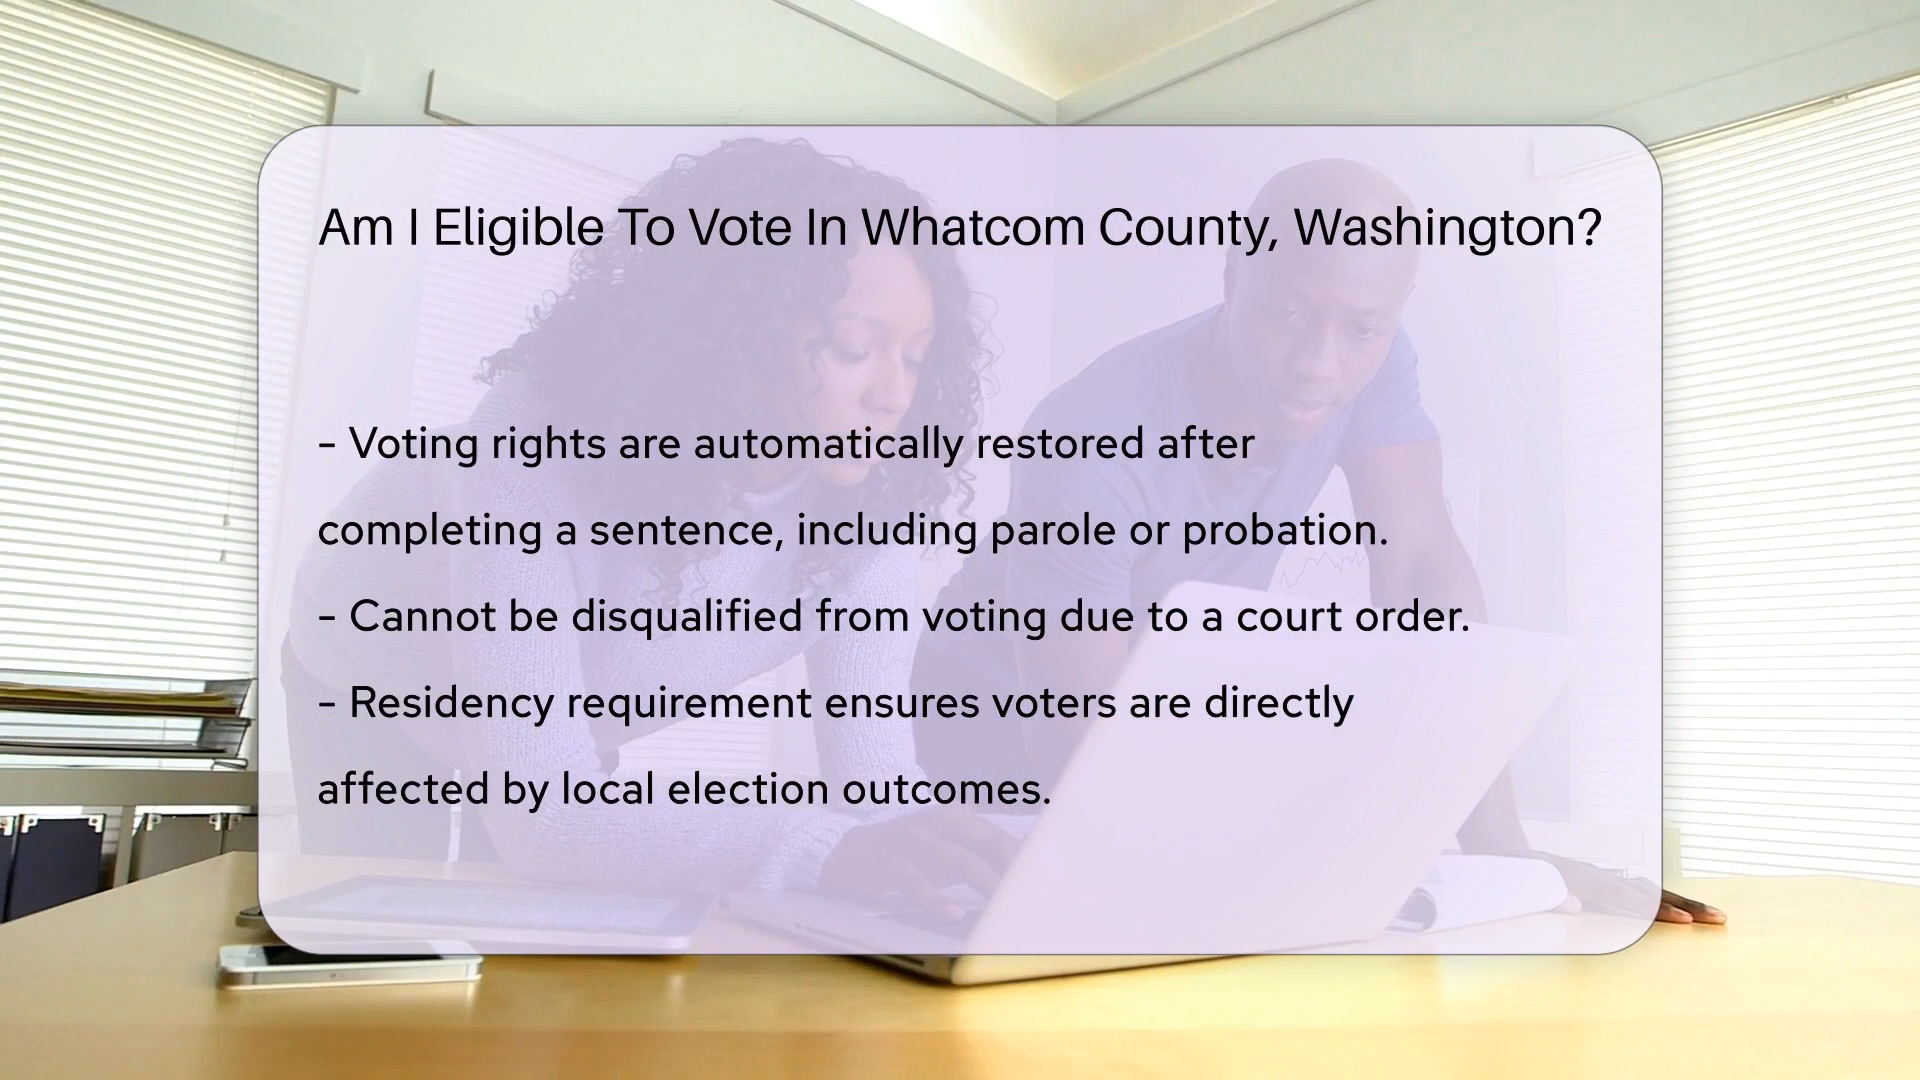 Am I Eligible To Vote In Whatcom County, Washington?
– Voting rights are automatically restored after
completing a sentence, including parole or probation.
– Cannot be disqualified from voting due to a court order.
– Residency requirement ensures voters are directly
affected by local election outcomes.